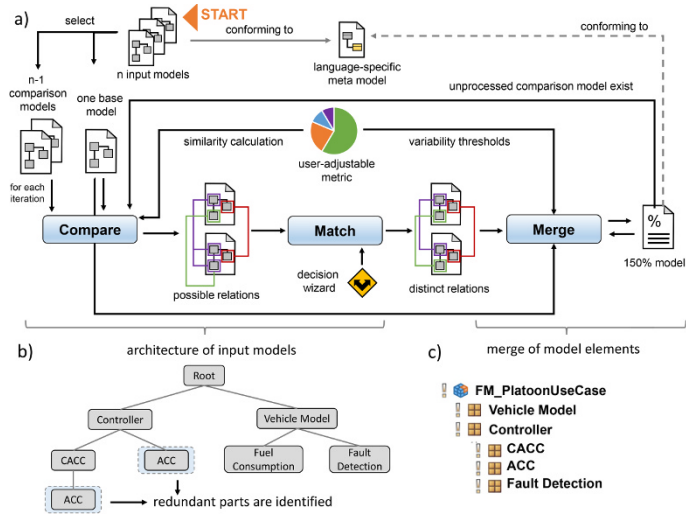 a)
START
select
conforming to
conforming to
n input models
language-specific
meta model
n-1
comparison
models
one base
model
unprocessed comparison model exist
similarity calculation
variability thresholds
user-adjustable
metric
for each
iteration
Compare
Match
Merge
%
150% model
possible relations
decision
wizard
distinct relations
architecture of input models
merge of model elements
b)
Root
Controller
Vehicle Model
CACC
ACC
Fuel
Consumption
Fault
Detection
ACC
redundant parts are identified
c)
! FM_PlatoonUseCase
! Vehicle Model
! Controller
! CACC
! ACC
! Fault Detection